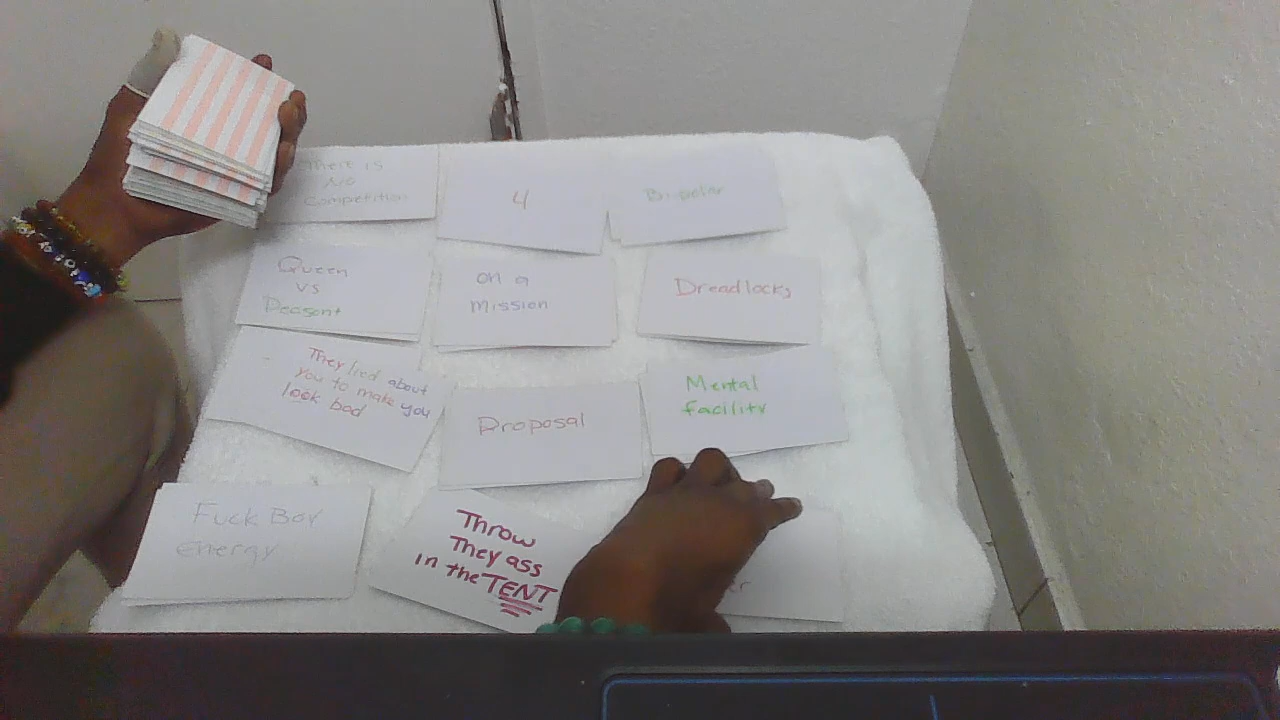 There is
No
Competition
4
Bipolar
Queen
vs
Peasant
on a
mission
Dreadlocks
They lied about
you to make you
look bad
Proposal
Mental
facility
Fuck Boy
energy
Throw
They ass
in the TENT